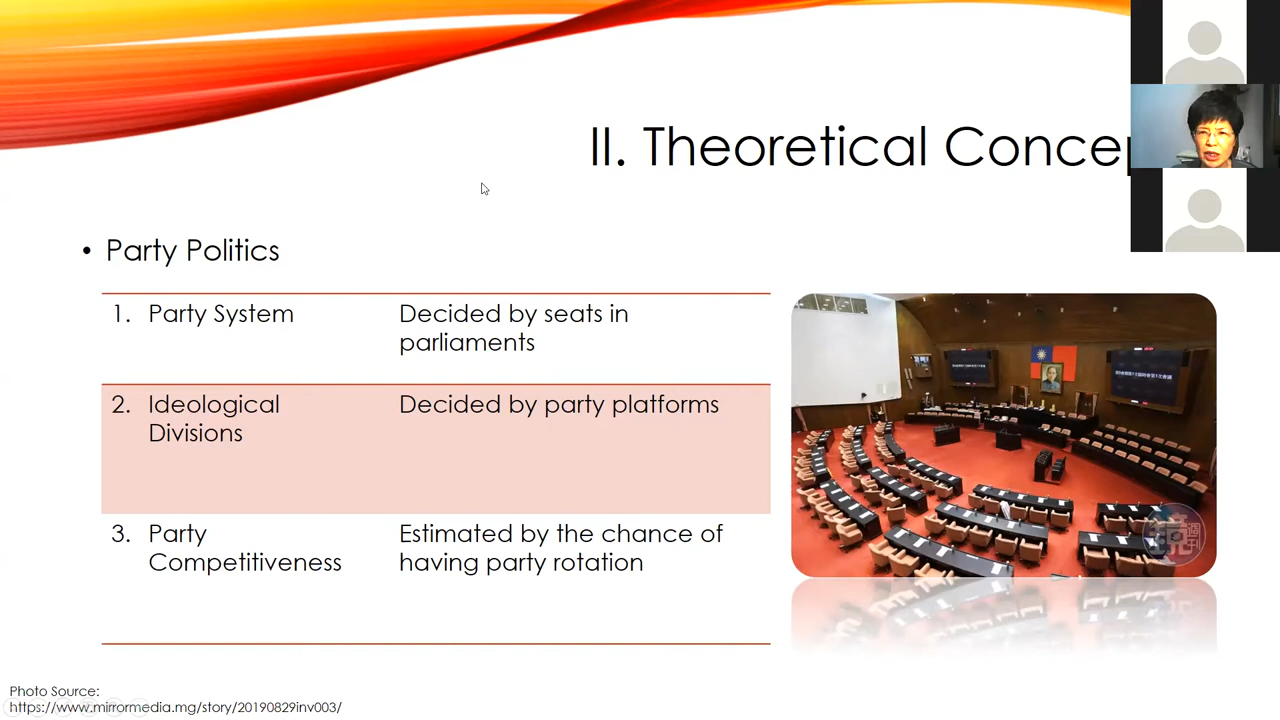 II. Theoretical Concep
• Party Politics
1. Party System
Decided by seats in
parliaments
2. Ideological
Divisions
Decided by party platforms
3. Party
Competitiveness
Estimated by the chance of
having party rotation
Photo Source:
https://www.mirrormedia.mg/story/20190829inv003/